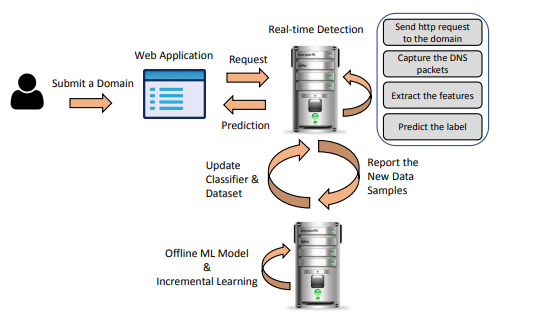 Real-time Detection
Send http request
to the domain
Web Application
Capture the DNS
packets
Submit a Domain
Request
Extract the features
Prediction
Predict the label
Update
Classifier &
Dataset
Report the
New Data
Samples
Offline ML Model
&
Incremental Learning